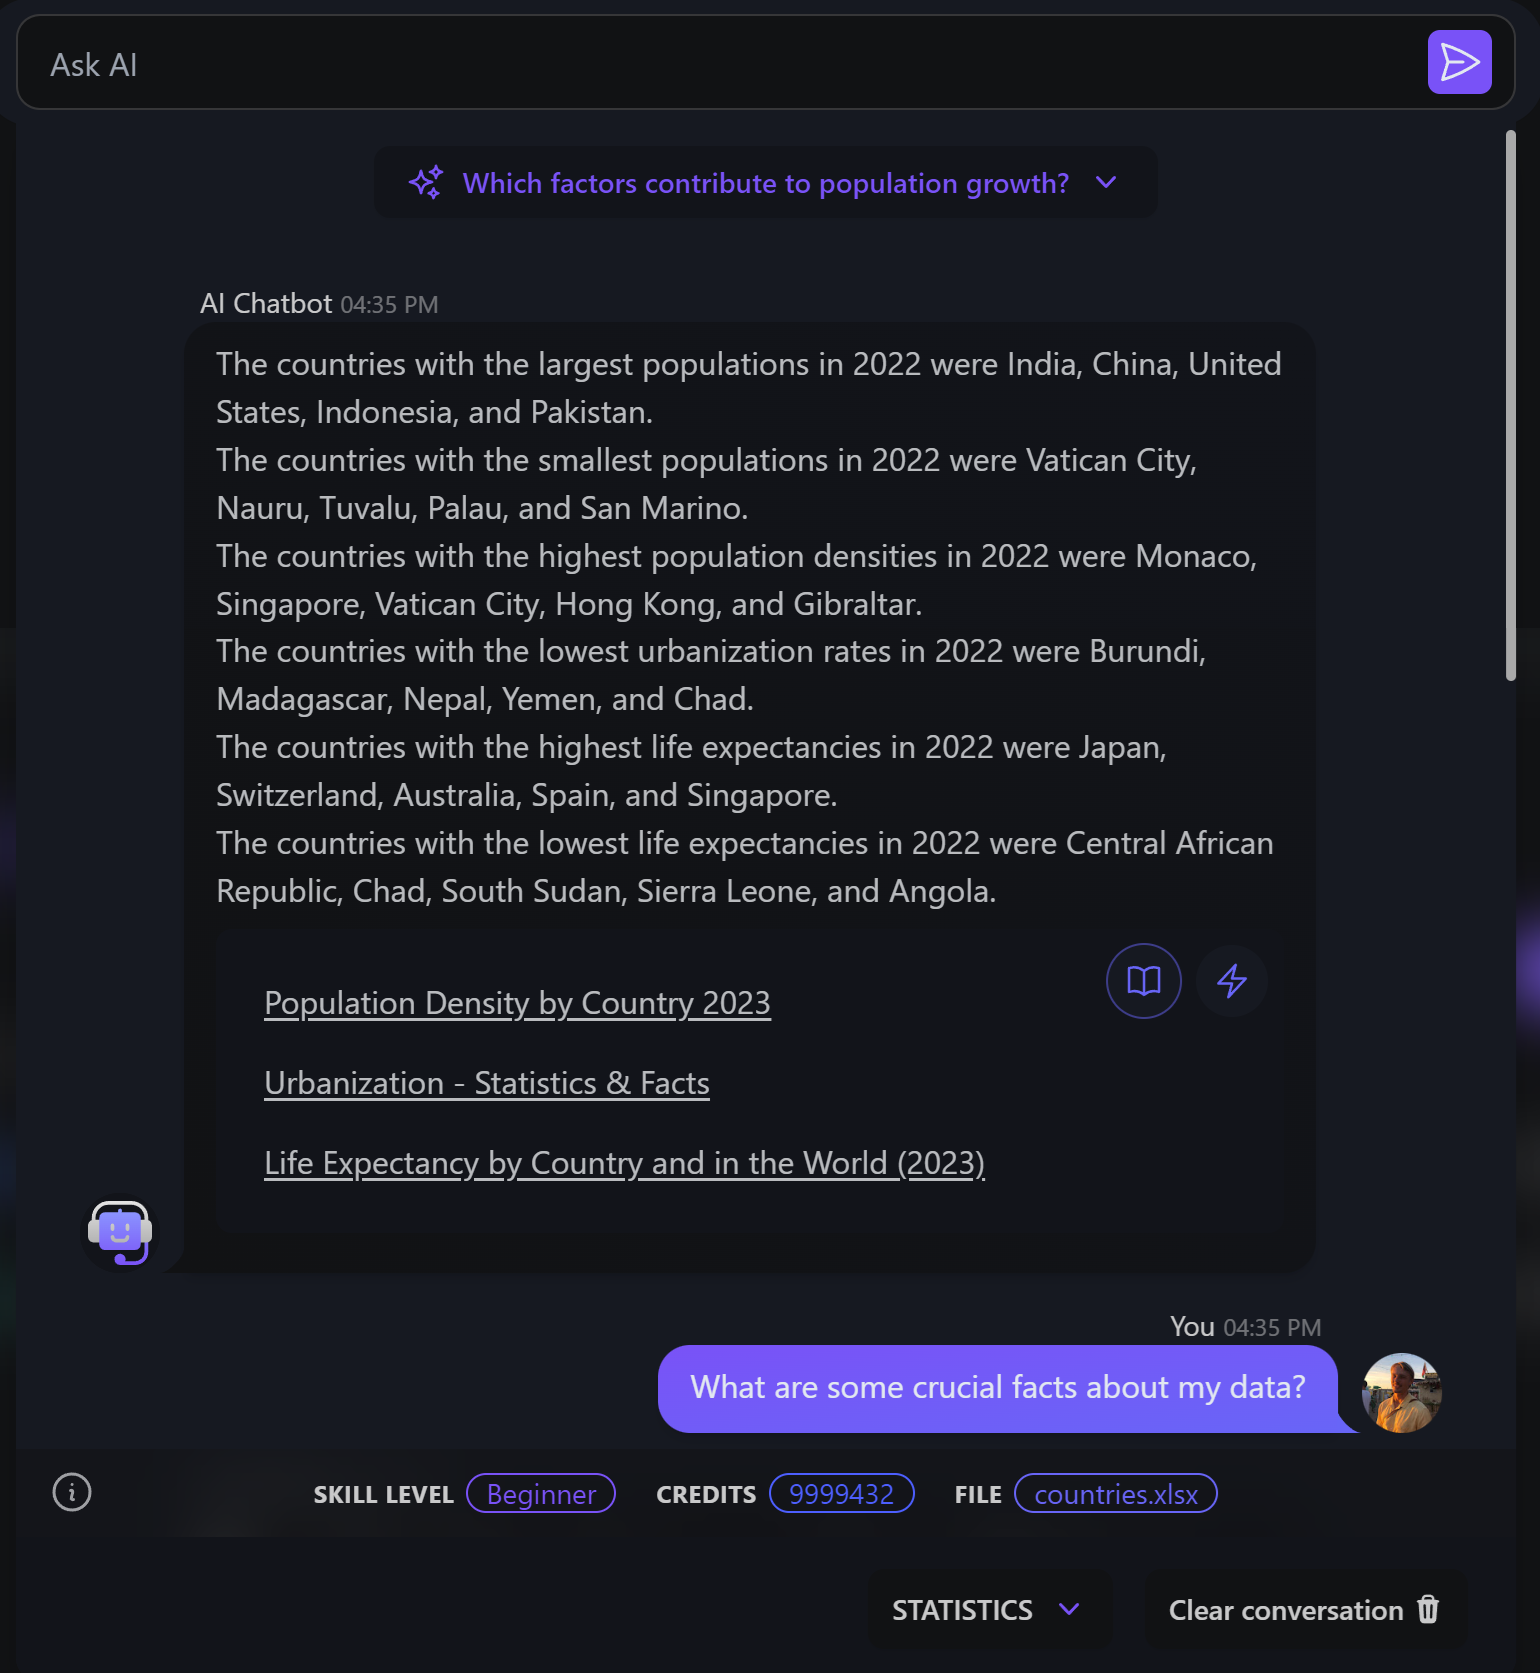 Ask AI
Which factors contribute to population growth?
AI Chatbot 04:35 PM
The countries with the largest populations in 2022 were India, China, United
States, Indonesia, and Pakistan.
The countries with the smallest populations in 2022 were Vatican City,
Nauru, Tuvalu, Palau, and San Marino.
The countries with the highest population densities in 2022 were Monaco,
Singapore, Vatican City, Hong Kong, and Gibraltar.
The countries with the lowest urbanization rates in 2022 were Burundi,
Madagascar, Nepal, Yemen, and Chad.
The countries with the highest life expectancies in 2022 were Japan,
Switzerland, Australia, Spain, and Singapore.
The countries with the lowest life expectancies in 2022 were Central African
Republic, Chad, South Sudan, Sierra Leone, and Angola.
Population Density by Country 2023
Urbanization - Statistics & Facts
Life Expectancy by Country and in the World (2023)
You 04:35 PM
What are some crucial facts about my data?
SKILL LEVEL Beginner CREDITS 9999432 FILE countries.xlsx
STATISTICS Clear conversation